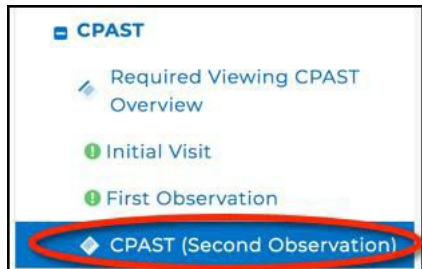 CPAST
Required Viewing CPAST
Overview
Initial Visit
First Observation
CPAST (Second Observation)